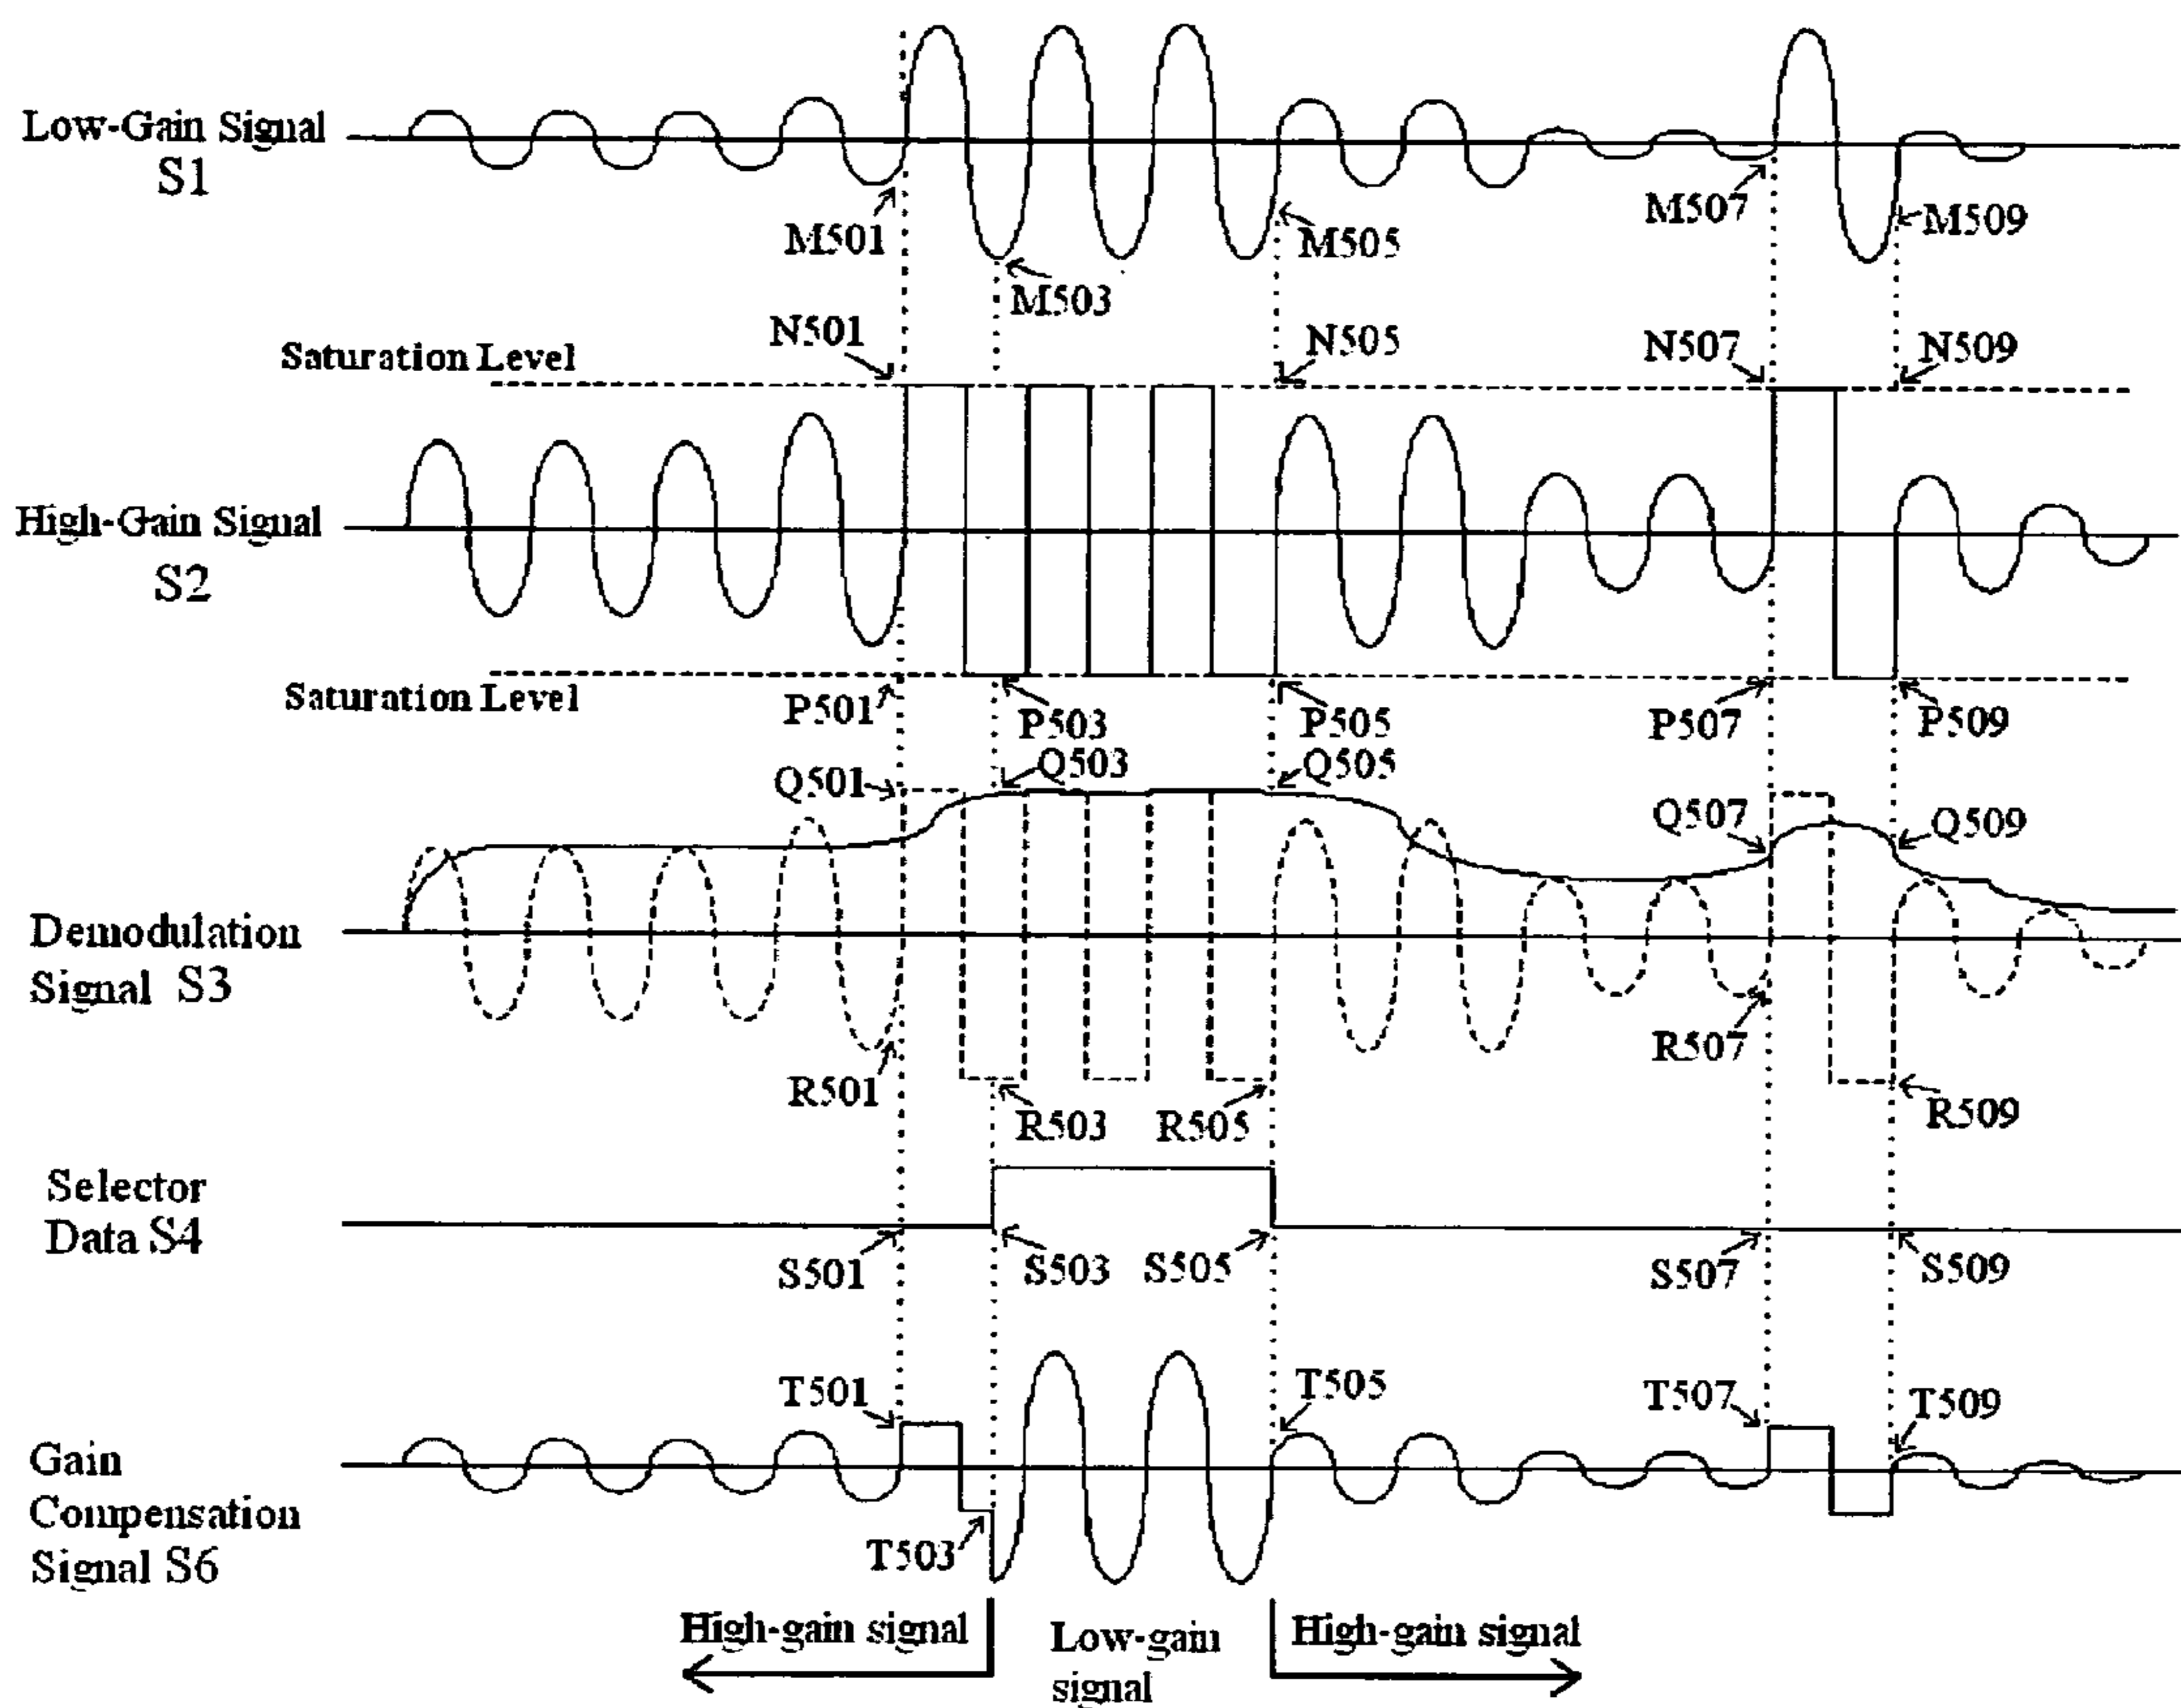 Low-Gain Signal
S1
M501
M503
M505
M507
M509
Saturation Level
N501
N505
N507
N509
High-Gain Signal
S2
Saturation Level
P501
P503
P505
P507
P509
Q501
Q503
Q505
Q507
Q509
Demodulation
Signal S3
R501
R503
R505
R507
R509
Selector
Data S4
S501
S503
S505
S507
S509
T501
T505
T507
T509
Gain
Compensation
Signal S6
T503
High-gain signal
Low-gain
signal
High-gain signal